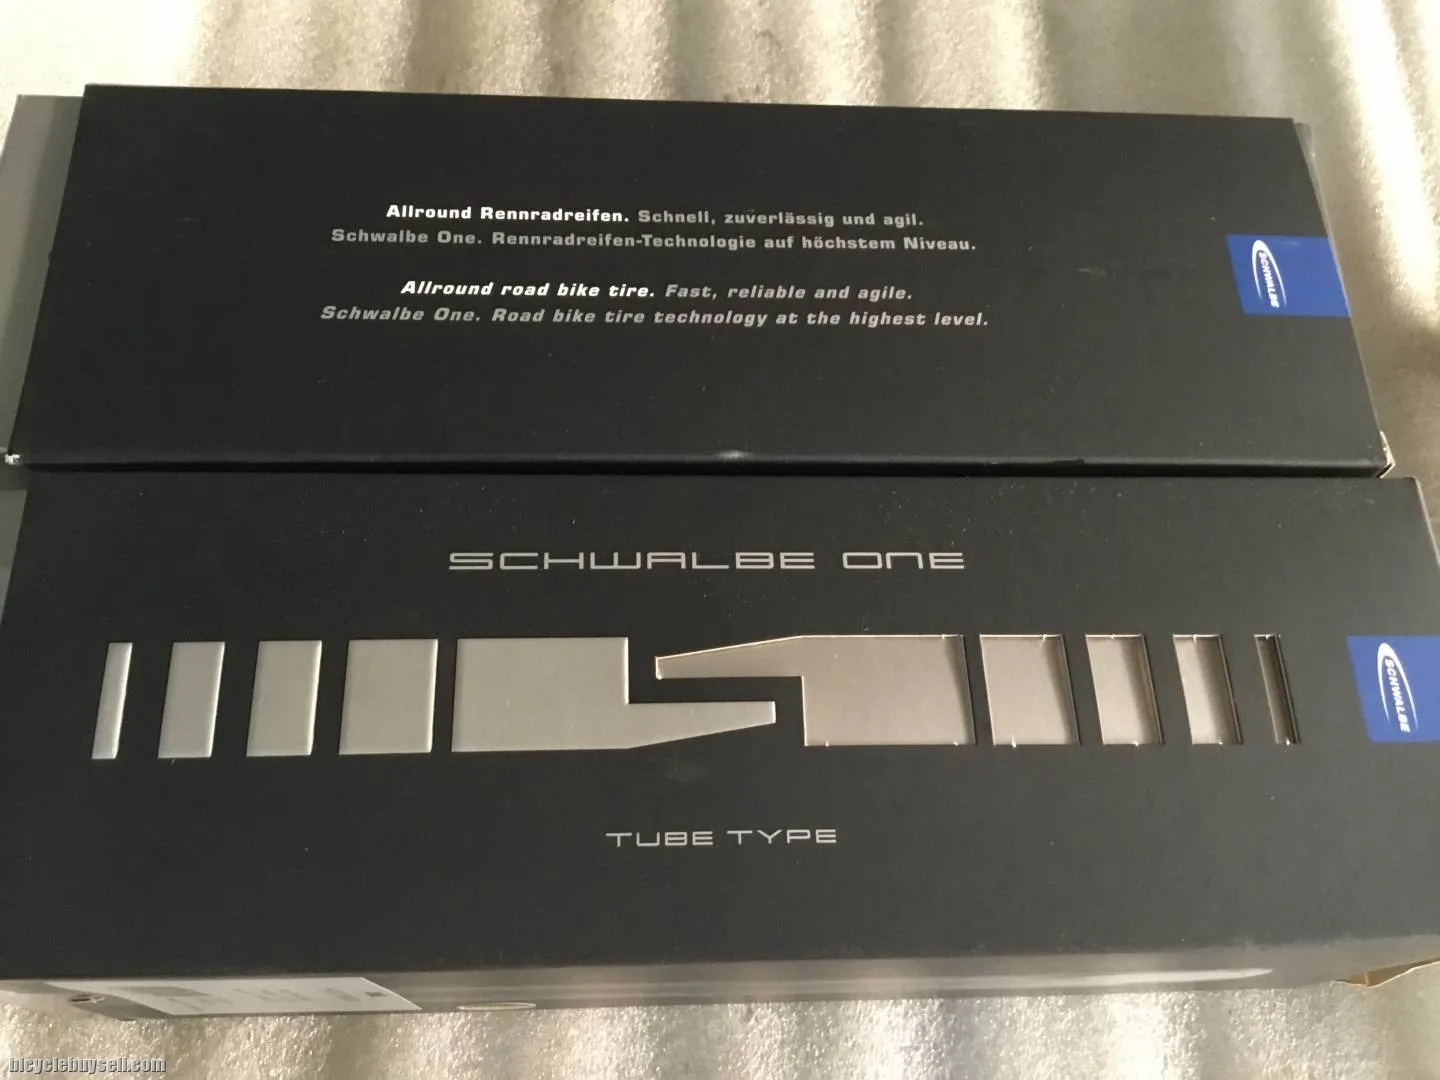 Allround Rennradreifen. Schnell, zuverlässig und agil.
Schwalbe One. Rennradreifen-Technologie auf höchstem Niveau.
Allround road bike tire. Fast, reliable and agile.
Schwalbe One. Road bike tire technology at the highest level.
SCHWALBE
SCHWALBE ONE
SCHWALBE
TUBE TYPE
bicyclebuysell.com